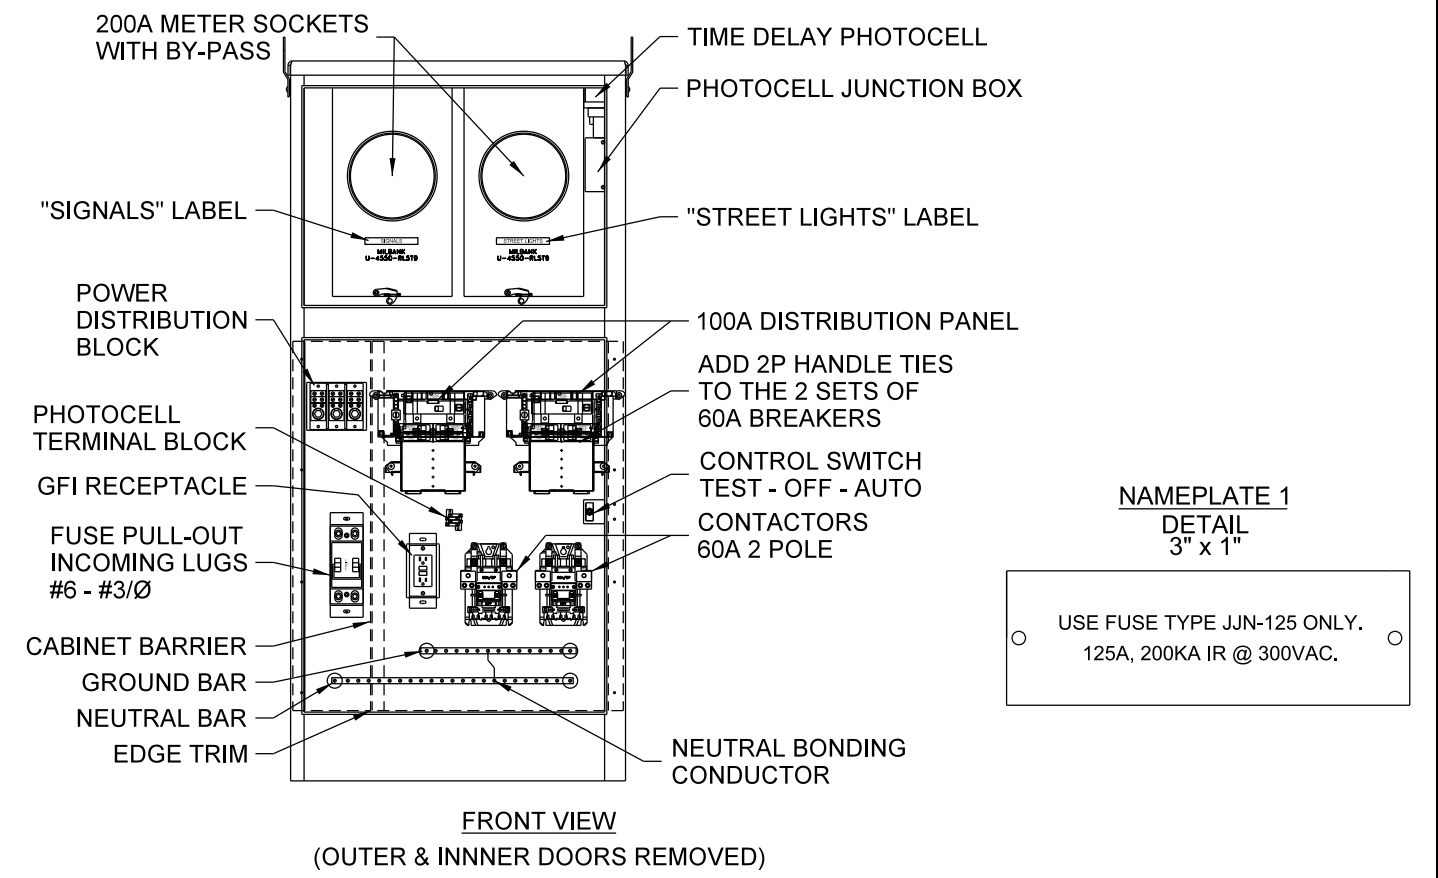 200A METER SOCKETS
WITH BY-PASS
TIME DELAY PHOTOCELL
PHOTOCELL JUNCTION BOX
"SIGNALS" LABEL
"STREET LIGHTS" LABEL
SIGNALS
MILBANK
U-4550-RLST9
STREET LIGHTS
MILBANK
U-4550-RLST9
POWER
DISTRIBUTION
BLOCK
100A DISTRIBUTION PANEL
ADD 2P HANDLE TIES
TO THE 2 SETS OF
60A BREAKERS
PHOTOCELL
TERMINAL BLOCK
GFI RECEPTACLE
CONTROL SWITCH
TEST - OFF - AUTO
FUSE PULL-OUT
INCOMING LUGS
#6 - #3/Ø
CONTACTORS
60A 2 POLE
CABINET BARRIER
GROUND BAR
NEUTRAL BAR
EDGE TRIM
NEUTRAL BONDING
CONDUCTOR
FRONT VIEW
(OUTER & INNNER DOORS REMOVED)
NAMEPLATE 1
DETAIL
3" x 1"
USE FUSE TYPE JJN-125 ONLY.
125A, 200KA IR @ 300VAC.